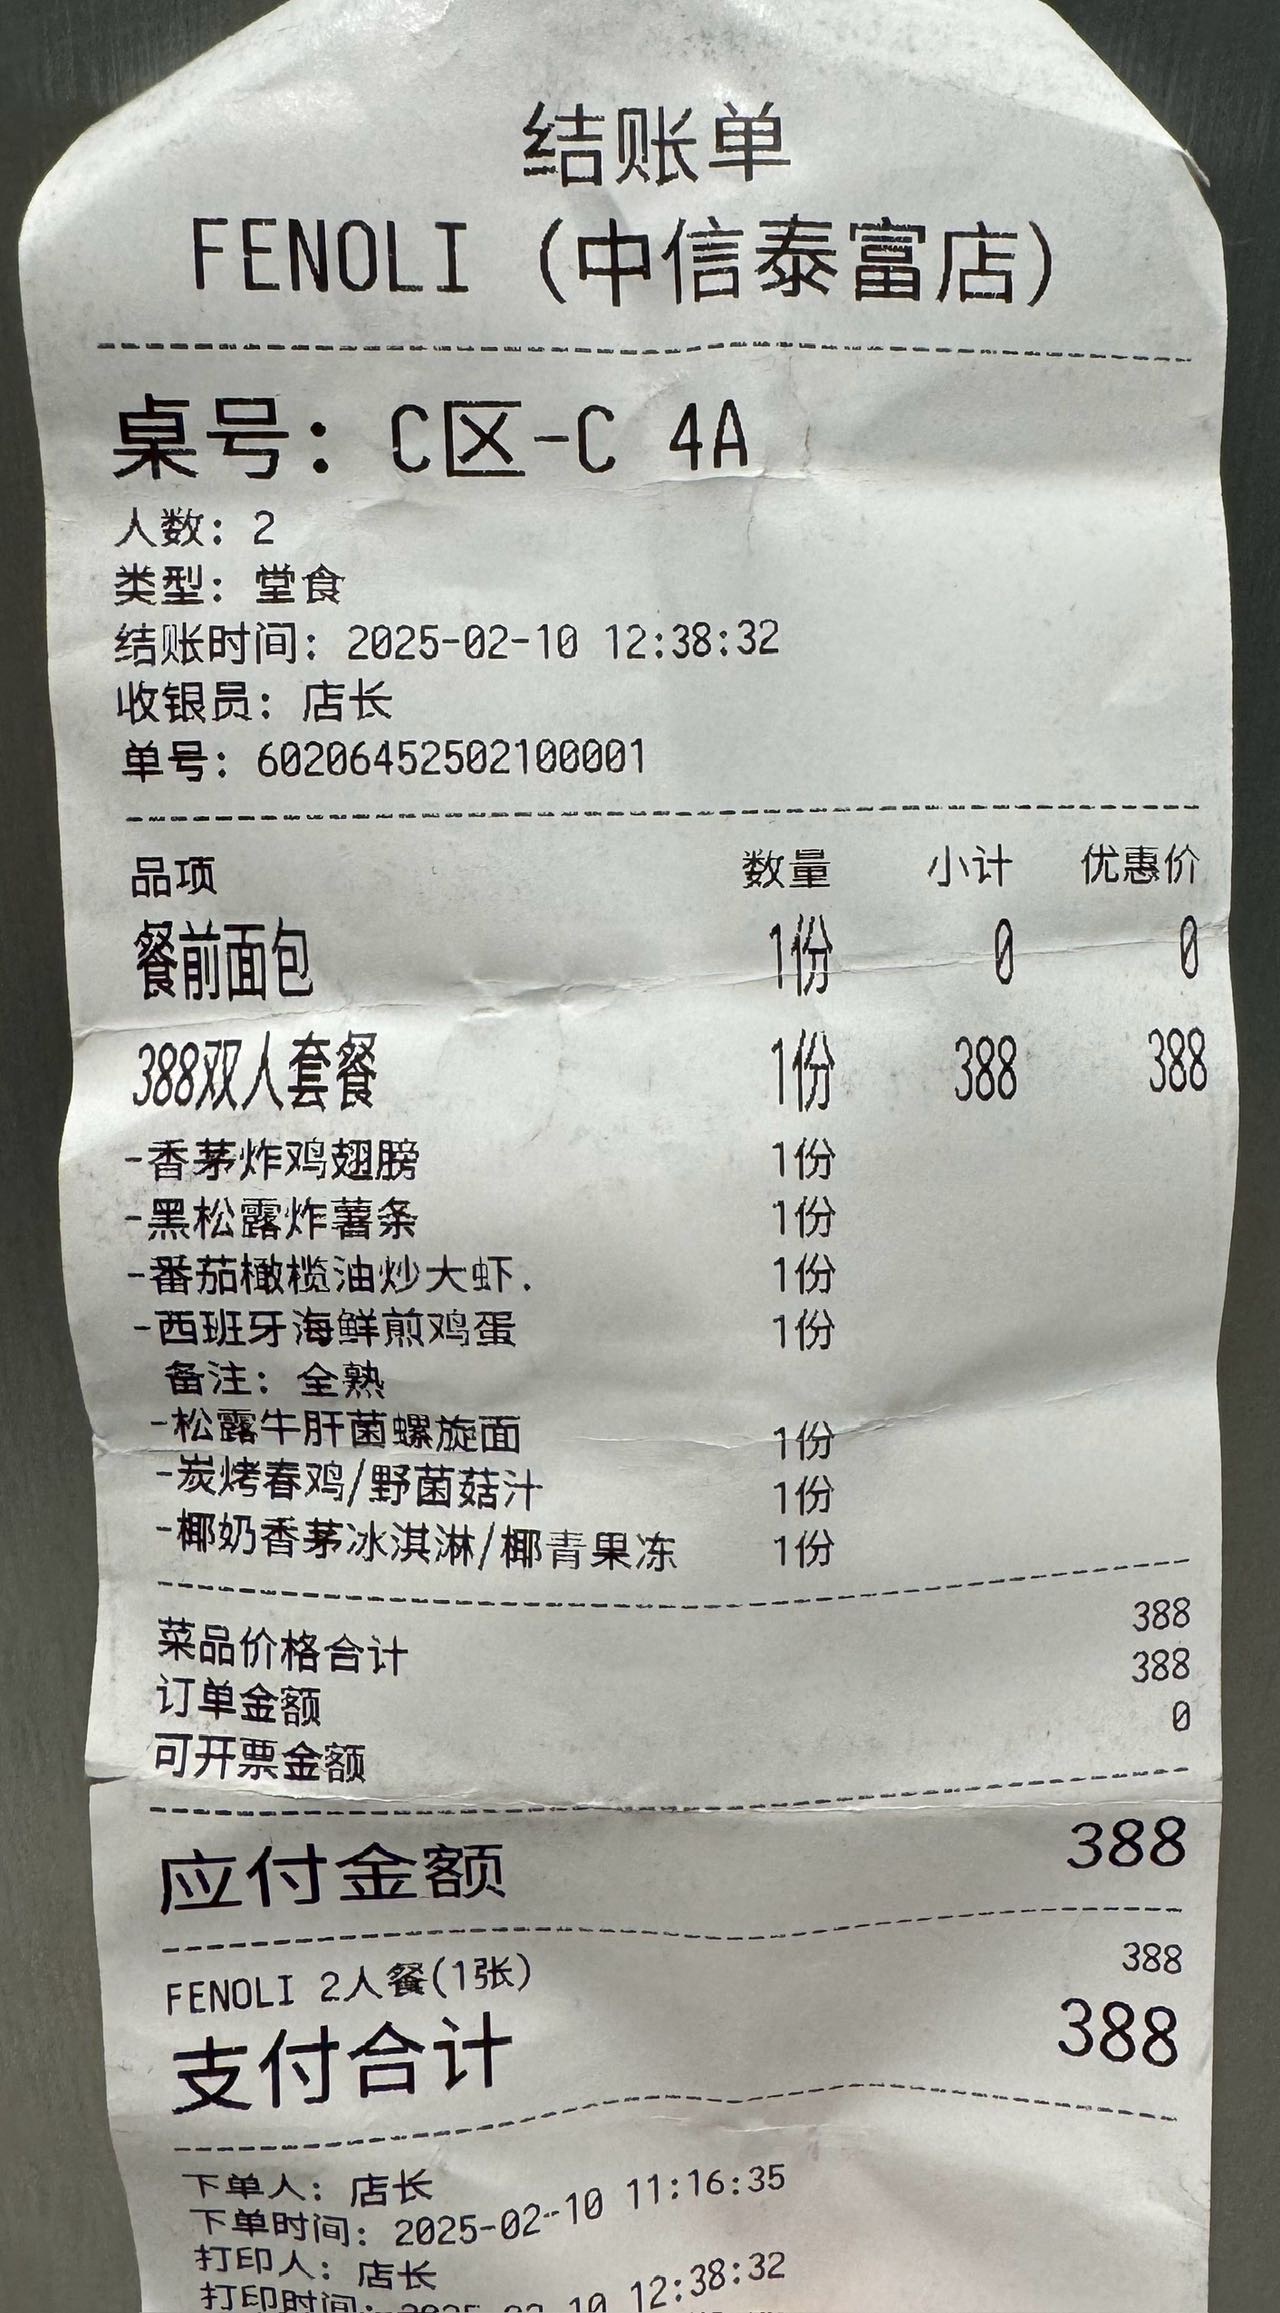 结账单
FENOLI (中信泰富店)
桌号: C区-C 4A
人数: 2
类型: 堂食
结账时间: 2025-02-10 12:38:32
收银员: 店长
单号: 60206452502100001
品项 数量 小计 优惠价
餐前面包 1份 0 0
388双人套餐 1份 388 388
-香茅炸鸡翅膀 1份
-黑松露炸薯条 1份
-番茄橄榄油炒大虾. 1份
-西班牙海鲜煎鸡蛋 1份
备注: 全熟
-松露牛肝菌螺旋面 1份
-炭烤春鸡/野菌菇汁 1份
-椰奶香茅冰淇淋/椰青果冻 1份
菜品价格合计 388
订单金额 388
可开票金额 0
应付金额 388
FENOLI 2人餐(1张) 388
支付合计 388
下单人: 店长
下单时间: 2025-02-10 11:16:35
打印人: 店长
打印时间: 2025-02-10 12:38:32